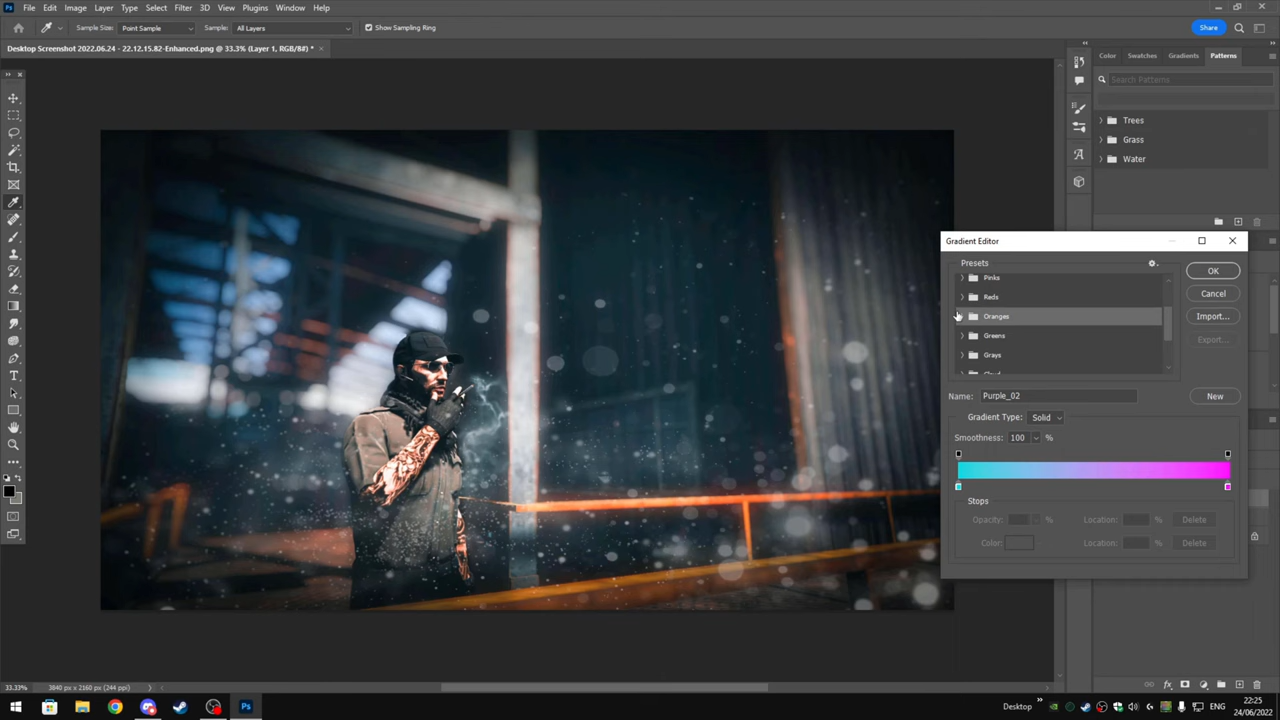 Ps File Edit Image Layer Type Select Filter 3D View Plugins Window Help
Sample Size: Point Sample Sample: All Layers Show Sampling Ring Share
Desktop Screenshot 2022.06.24 - 22.12.15.82-Enhanced.png @ 33.3% (Layer 1, RGB/8#) * ×
Color Swatches Gradients Patterns
Search Patterns
Trees
Grass
Water
Gradient Editor
Presets
Pinks
Reds
Oranges
Greens
Grays
Cloud
OK
Cancel
Import...
Export...
Name: Purple_02
New
Gradient Type: Solid
Smoothness: 100 %
Stops
Opacity: % Location: % Delete
Color: Location: % Delete
33.33% 3840 px x 2160 px (244 ppi)
Ps
Desktop
ENG
22:25
24/06/2022